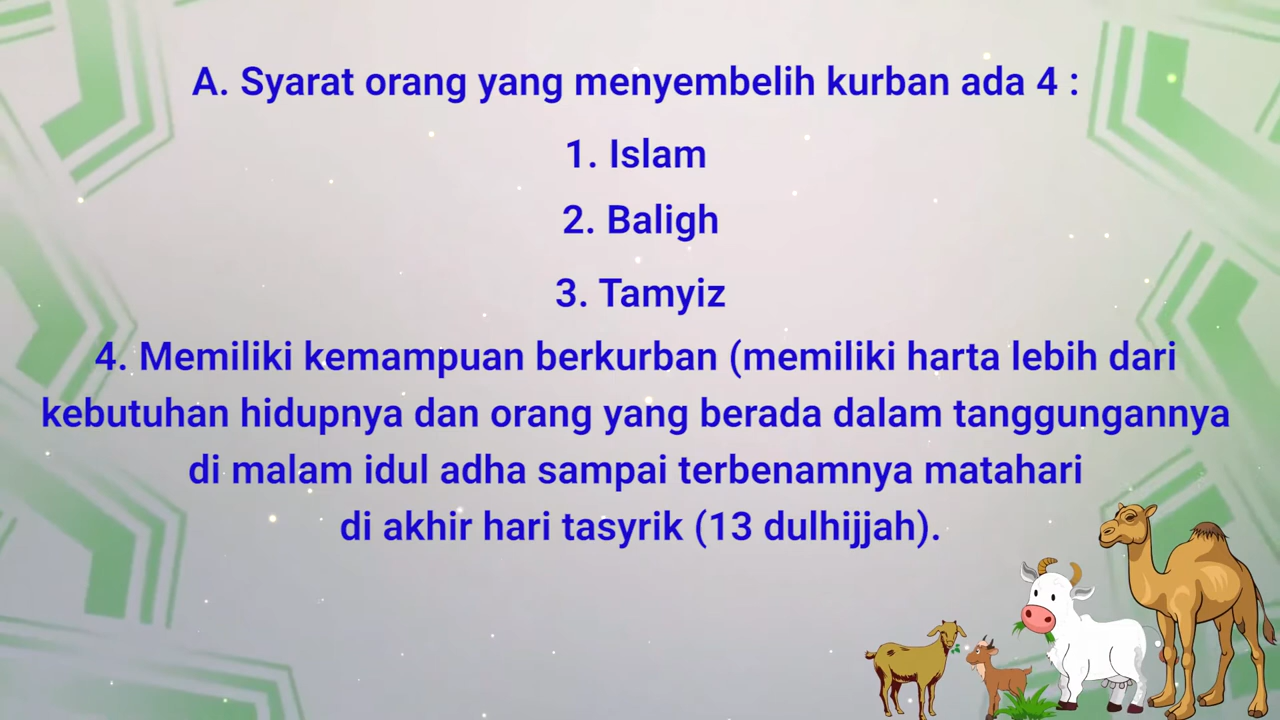 A. Syarat orang yang menyembelih kurban ada 4 :
1. Islam
2. Baligh
3. Tamyiz
4. Memiliki kemampuan berkurban (memiliki harta lebih dari
kebutuhan hidupnya dan orang yang berada dalam tanggungannya
di malam idul adha sampai terbenamnya matahari
di akhir hari tasyrik (13 dulhijjah).